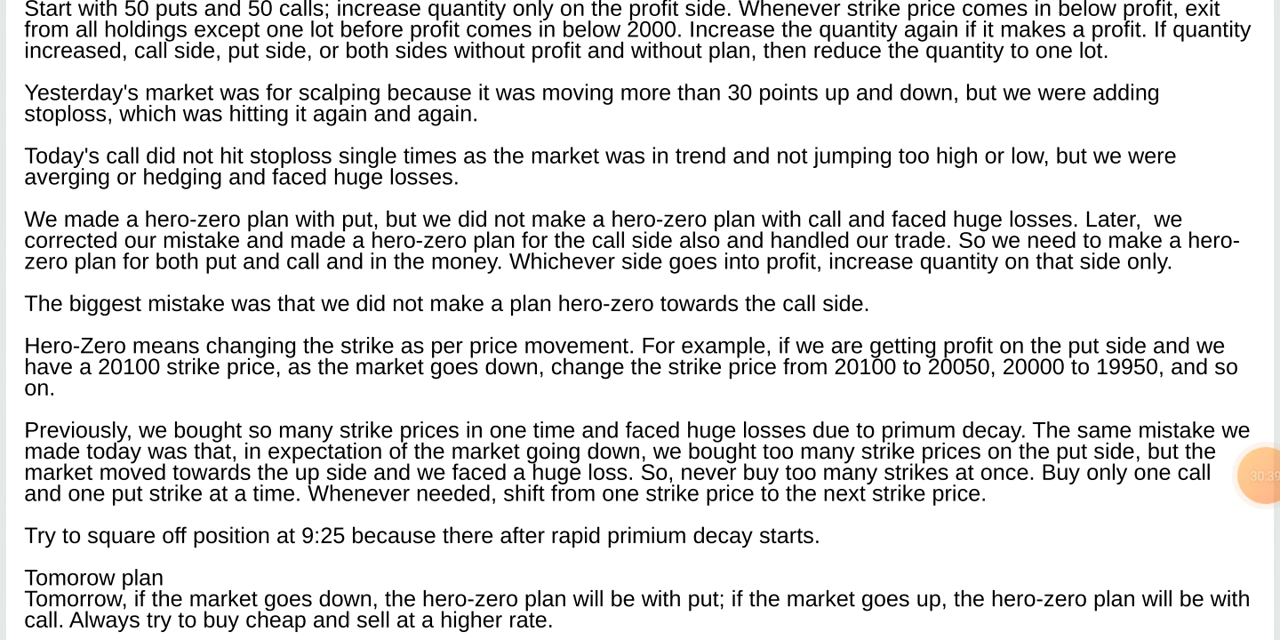 Start with 50 puts and 50 calls; increase quantity only on the profit side. Whenever strike price comes in below profit, exit
from all holdings except one lot before profit comes in below 2000. Increase the quantity again if it makes a profit. If quantity
increased, call side, put side, or both sides without profit and without plan, then reduce the quantity to one lot.
Yesterday's market was for scalping because it was moving more than 30 points up and down, but we were adding
stoploss, which was hitting it again and again.
Today's call did not hit stoploss single times as the market was in trend and not jumping too high or low, but we were
averging or hedging and faced huge losses.
We made a hero-zero plan with put, but we did not make a hero-zero plan with call and faced huge losses. Later,  we
corrected our mistake and made a hero-zero plan for the call side also and handled our trade. So we need to make a hero-
zero plan for both put and call and in the money. Whichever side goes into profit, increase quantity on that side only.
The biggest mistake was that we did not make a plan hero-zero towards the call side.
Hero-Zero means changing the strike as per price movement. For example, if we are getting profit on the put side and we
have a 20100 strike price, as the market goes down, change the strike price from 20100 to 20050, 20000 to 19950, and so
on.
Previously, we bought so many strike prices in one time and faced huge losses due to primum decay. The same mistake we
made today was that, in expectation of the market going down, we bought too many strike prices on the put side, but the
market moved towards the up side and we faced a huge loss. So, never buy too many strikes at once. Buy only one call
and one put strike at a time. Whenever needed, shift from one strike price to the next strike price.
30:39
Try to square off position at 9:25 because there after rapid primium decay starts.
Tomorow plan
Tomorrow, if the market goes down, the hero-zero plan will be with put; if the market goes up, the hero-zero plan will be with
call. Always try to buy cheap and sell at a higher rate.